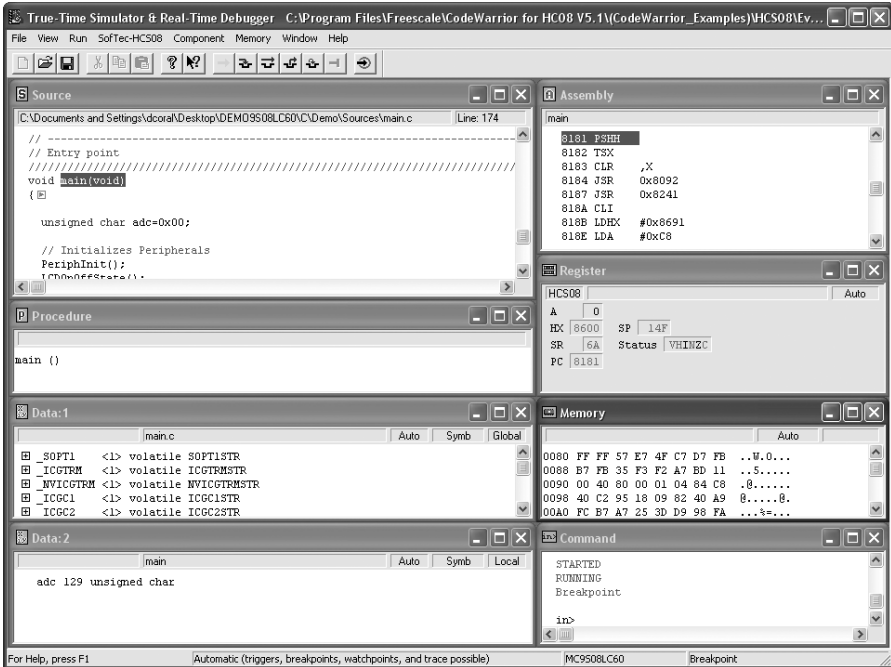 True-Time Simulator & Real-Time Debugger C:\Program Files\Freescale\CodeWarrior for HC08 V5.1\(CodeWarrior_Examples)\HCS08\Ev...
File View Run SofTec-HCS08 Component Memory Window Help
Source
C:\Documents and Settings\dcoral\Desktop\DEMO9S08LC60\C\Demo\Sources\main.c Line: 174
// ------------------------------------------------------------------------
// Entry point
////////////////////////////////////////////////////////////////////////////
void main(void)
{
unsigned char adc=0x00;
// Initializes Peripherals
PeriphInit();
LCDOnOffState();
Assembly
main
8181 PSHH
8182 TSX
8183 CLR ,X
8184 JSR 0x8092
8187 JSR 0x8241
818A CLI
818B LDHX #0x8691
818E LDA #0xC8
Register
HCS08 Auto
A 0
HX 8600 SP 14F
SR 6A Status VHINZC
PC 8181
Procedure
main ()
Data:1
main.c Auto Symb Global
_SOPT1 <1> volatile SOPT1STR
_ICGTRM <1> volatile ICGTRMSTR
_NVICGTRM <1> volatile NVICGTRMSTR
_ICGC1 <1> volatile ICGC1STR
_ICGC2 <1> volatile ICGC2STR
Memory
Auto
0080 FF FF 57 E7 4F C7 D7 FB ..W.O...
0088 B7 FB 35 F3 F2 A7 BD 11 ..5.....
0090 00 40 80 00 01 04 84 C8 .@......
0098 40 C2 95 18 09 82 40 A9 @.....@.
00A0 FC B7 A7 25 3D D9 98 FA ...%=...
Data:2
main Auto Symb Local
adc 129 unsigned char
Command
STARTED
RUNNING
Breakpoint
in>
For Help, press F1 Automatic (triggers, breakpoints, watchpoints, and trace possible) MC9S08LC60 Breakpoint